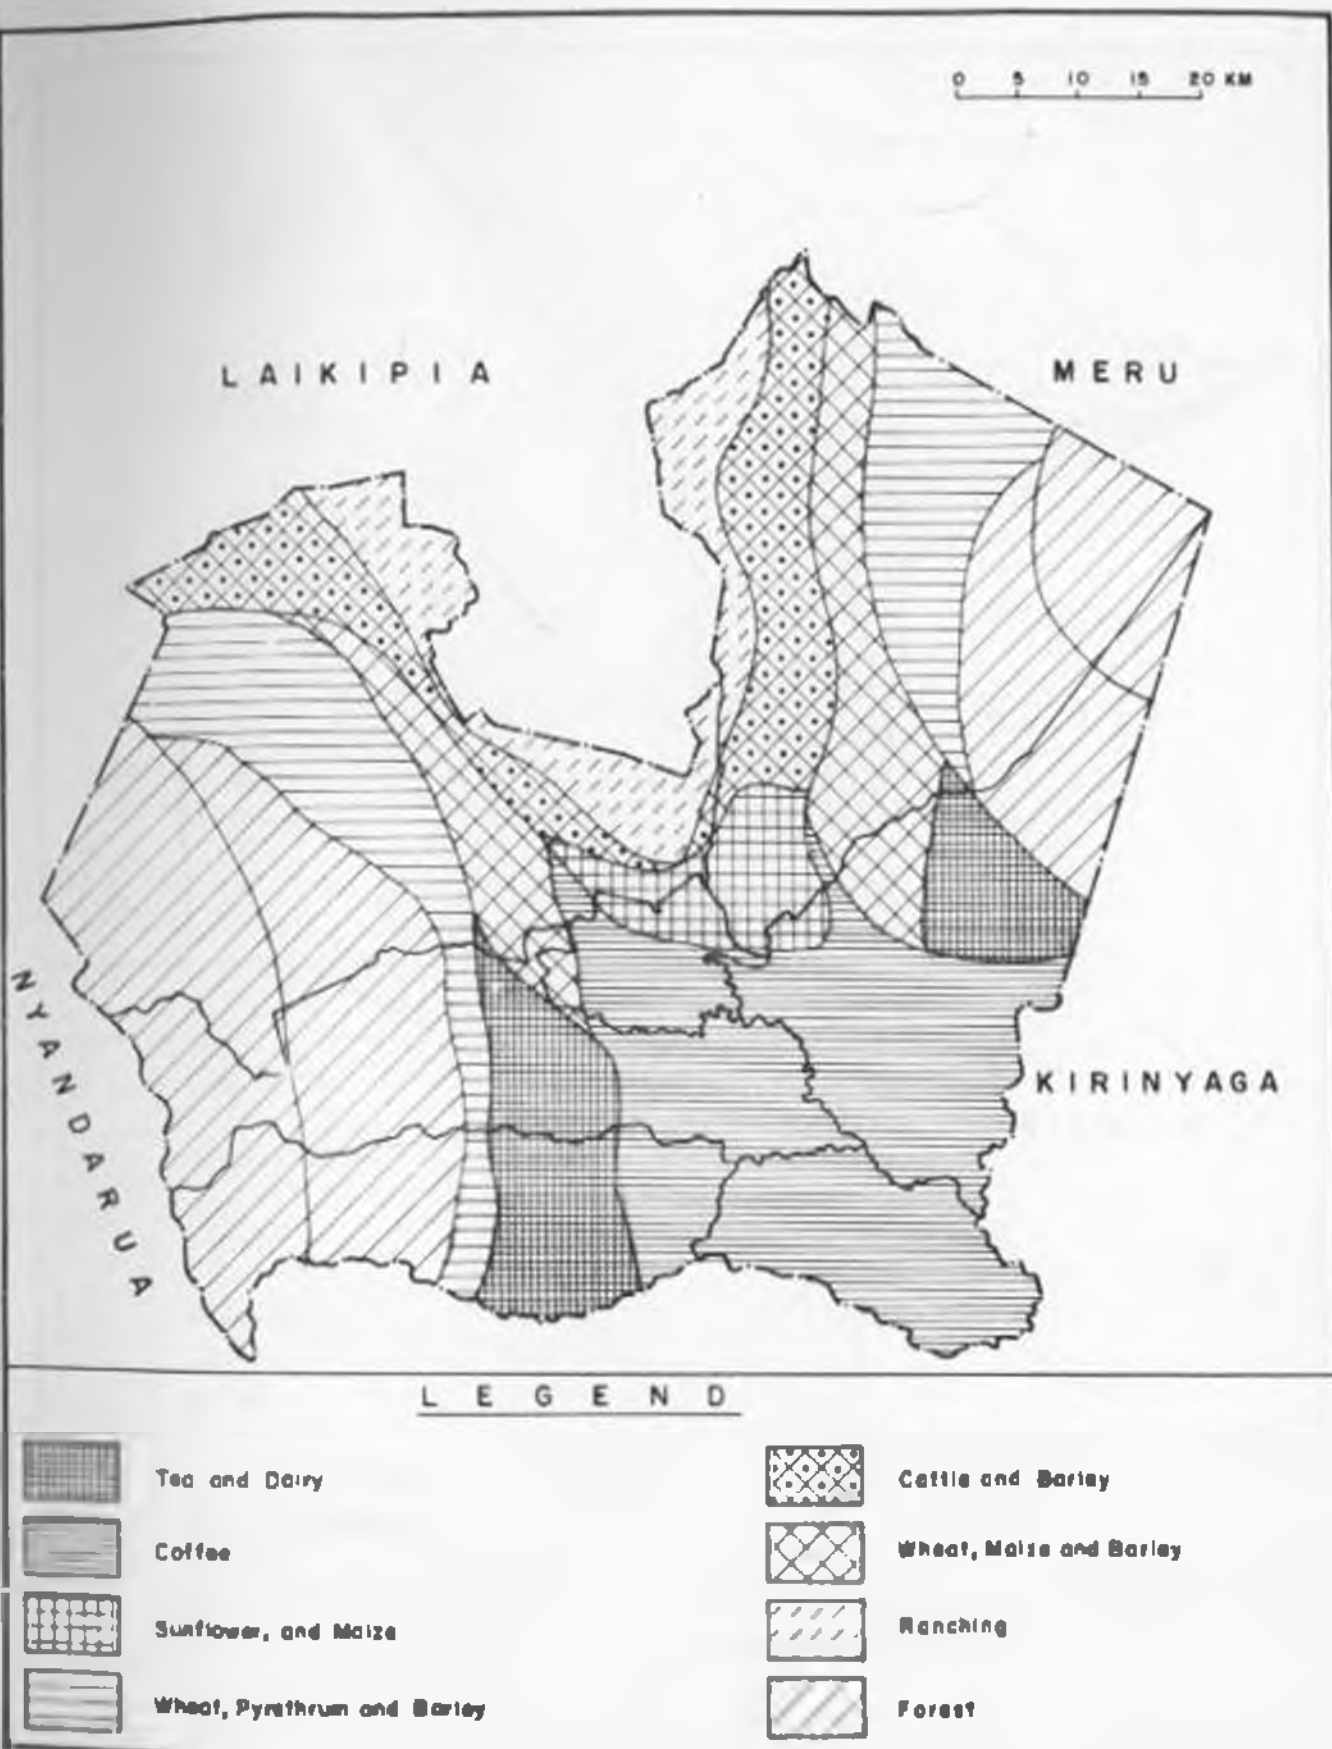 0 5 10 15 20 KM
LAIKIPIA
MERU
NYANDARUA
KIRINYAGA
LEGEND
Tea and Dairy
Coffee
Sunflower, and Maize
Wheat, Pyrethrum and Barley
Cattle and Barley
Wheat, Maize and Barley
Ranching
Forest